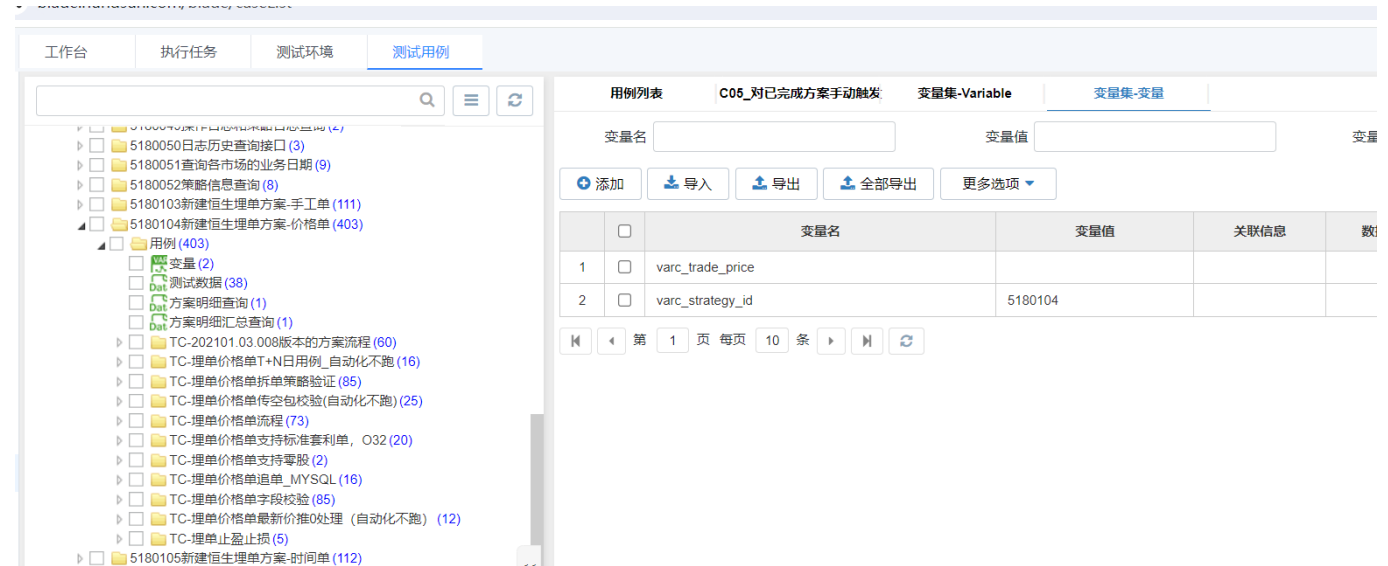 工作台 执行任务 测试环境 测试用例
用例列表 C05_对已完成方案手动触发 变量集-Variable 变量集-变量
变量名 变量值
添加 导入 导出 全部导出 更多选项
变量名 变量值 关联信息
1 varc_trade_price
2 varc_strategy_id 5180104
第 1 页 每页 10 条
5180050日志历史查询接口 (3)
5180051查询各市场的业务日期 (9)
5180052策略信息查询 (8)
5180103新建恒生埋单方案-手工单 (111)
5180104新建恒生埋单方案-价格单 (403)
用例 (403)
变量 (2)
测试数据 (38)
方案明细查询 (1)
方案明细汇总查询 (1)
TC-202101.03.008版本的方案流程 (60)
TC-埋单价格单T+N日用例_自动化不跑 (16)
TC-埋单价格单拆单策略验证 (85)
TC-埋单价格单传空包校验(自动化不跑) (25)
TC-埋单价格单流程 (73)
TC-埋单价格单支持标准套利单，O32 (20)
TC-埋单价格单支持零股 (2)
TC-埋单价格单追单_MYSQL (16)
TC-埋单价格单字段校验 (85)
TC-埋单价格单最新价推0处理（自动化不跑） (12)
TC-埋单止盈止损 (5)
5180105新建恒生埋单方案-时间单 (112)